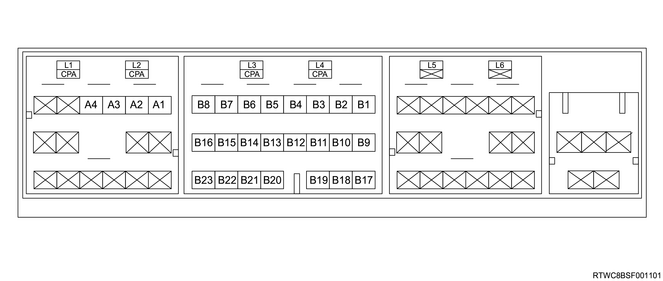 L1 L2 L3 L4 L5 L6
CPA CPA CPA CPA
A4 A3 A2 A1 B8 B7 B6 B5 B4 B3 B2 B1
B16 B15 B14 B13 B12 B11 B10 B9
B23 B22 B21 B20 B19 B18 B17
RTWC8BSF001101